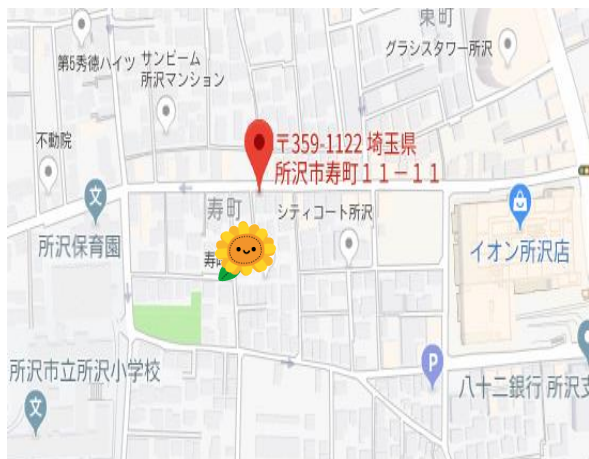 東町
グラシスタワー所沢
第5秀徳ハイツ
サンビーム
所沢マンション
不動院
〒359-1122 埼玉県
所沢市寿町11-11
寿町
シティコート所沢
所沢保育園
イオン所沢店
所沢市立所沢小学校
P
八十二銀行 所沢支
文
文